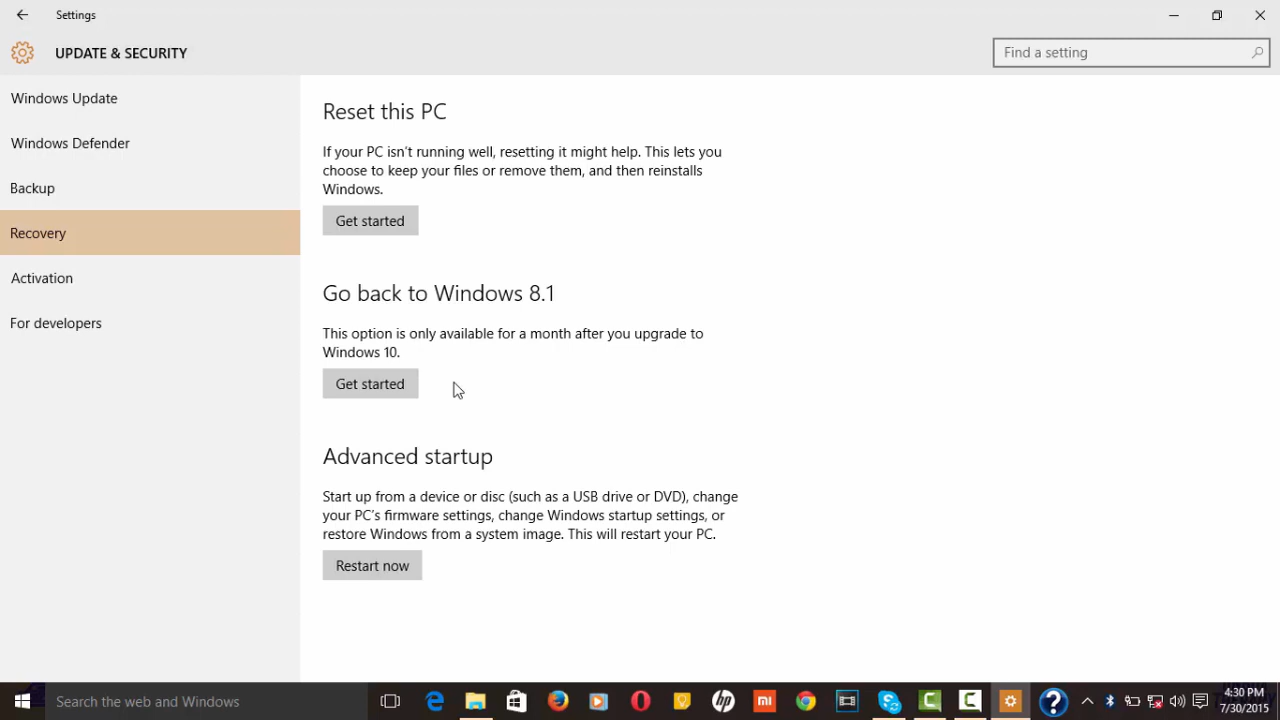 Settings
UPDATE & SECURITY
Find a setting
Windows Update
Windows Defender
Backup
Recovery
Activation
For developers
Reset this PC
If your PC isn't running well, resetting it might help. This lets you
choose to keep your files or remove them, and then reinstalls
Windows.
Get started
Go back to Windows 8.1
This option is only available for a month after you upgrade to
Windows 10.
Get started
Advanced startup
Start up from a device or disc (such as a USB drive or DVD), change
your PC's firmware settings, change Windows startup settings, or
restore Windows from a system image. This will restart your PC.
Restart now
Search the web and Windows
4:30 PM
7/30/2015